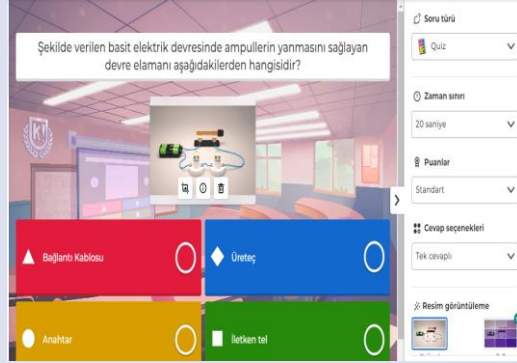 Şekilde verilen basit elektrik devresinde ampullerin yanmasını sağlayan
devre elamanı aşağıdakilerden hangisidir?
Bağlantı Kablosu
Üreteç
Anahtar
İletken tel
Soru türü
Quiz
Zaman sınırı
20 saniye
Puanlar
Standart
Cevap seçenekleri
Tek cevaplı
Resim görüntüleme